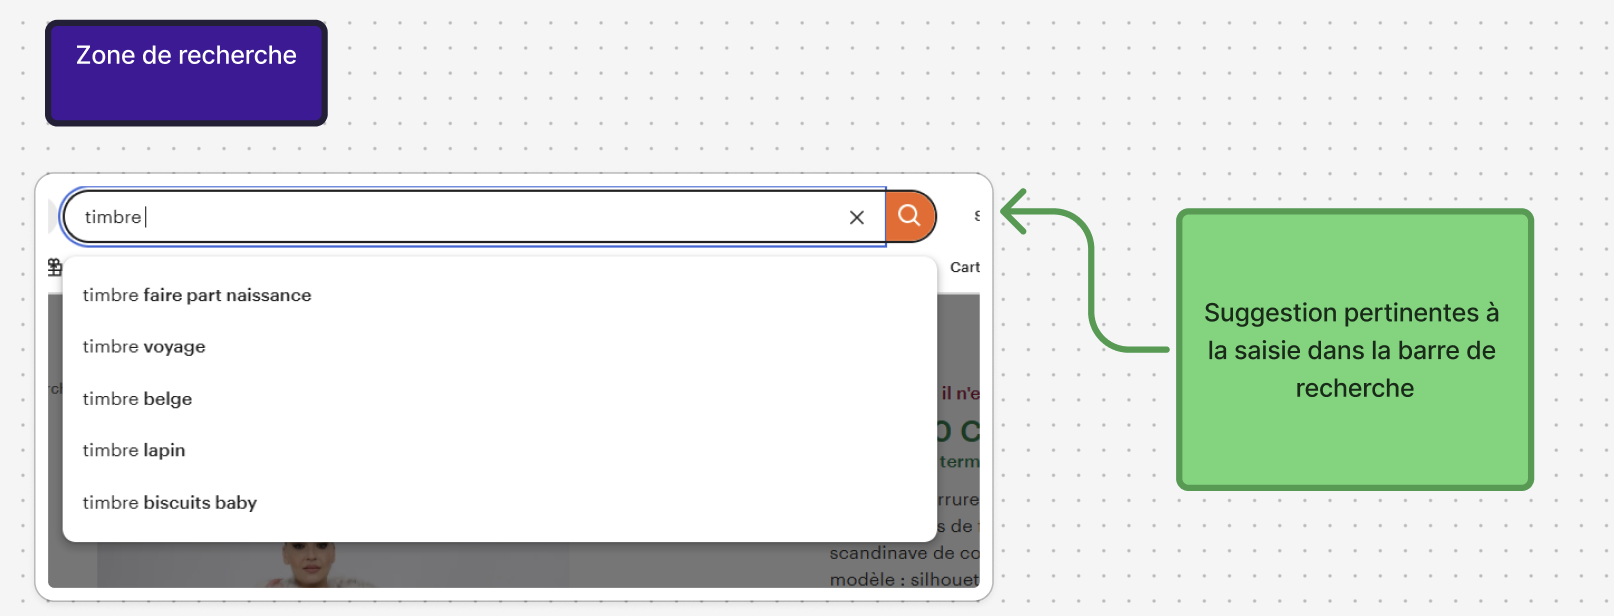 Zone de recherche
timbre
Cart
timbre faire part naissance
timbre voyage
timbre belge
il n'e
timbre lapin
term
timbre biscuits baby
s de
scandinave de co
modèle : silhouet
Suggestion pertinentes à
la saisie dans la barre de
recherche